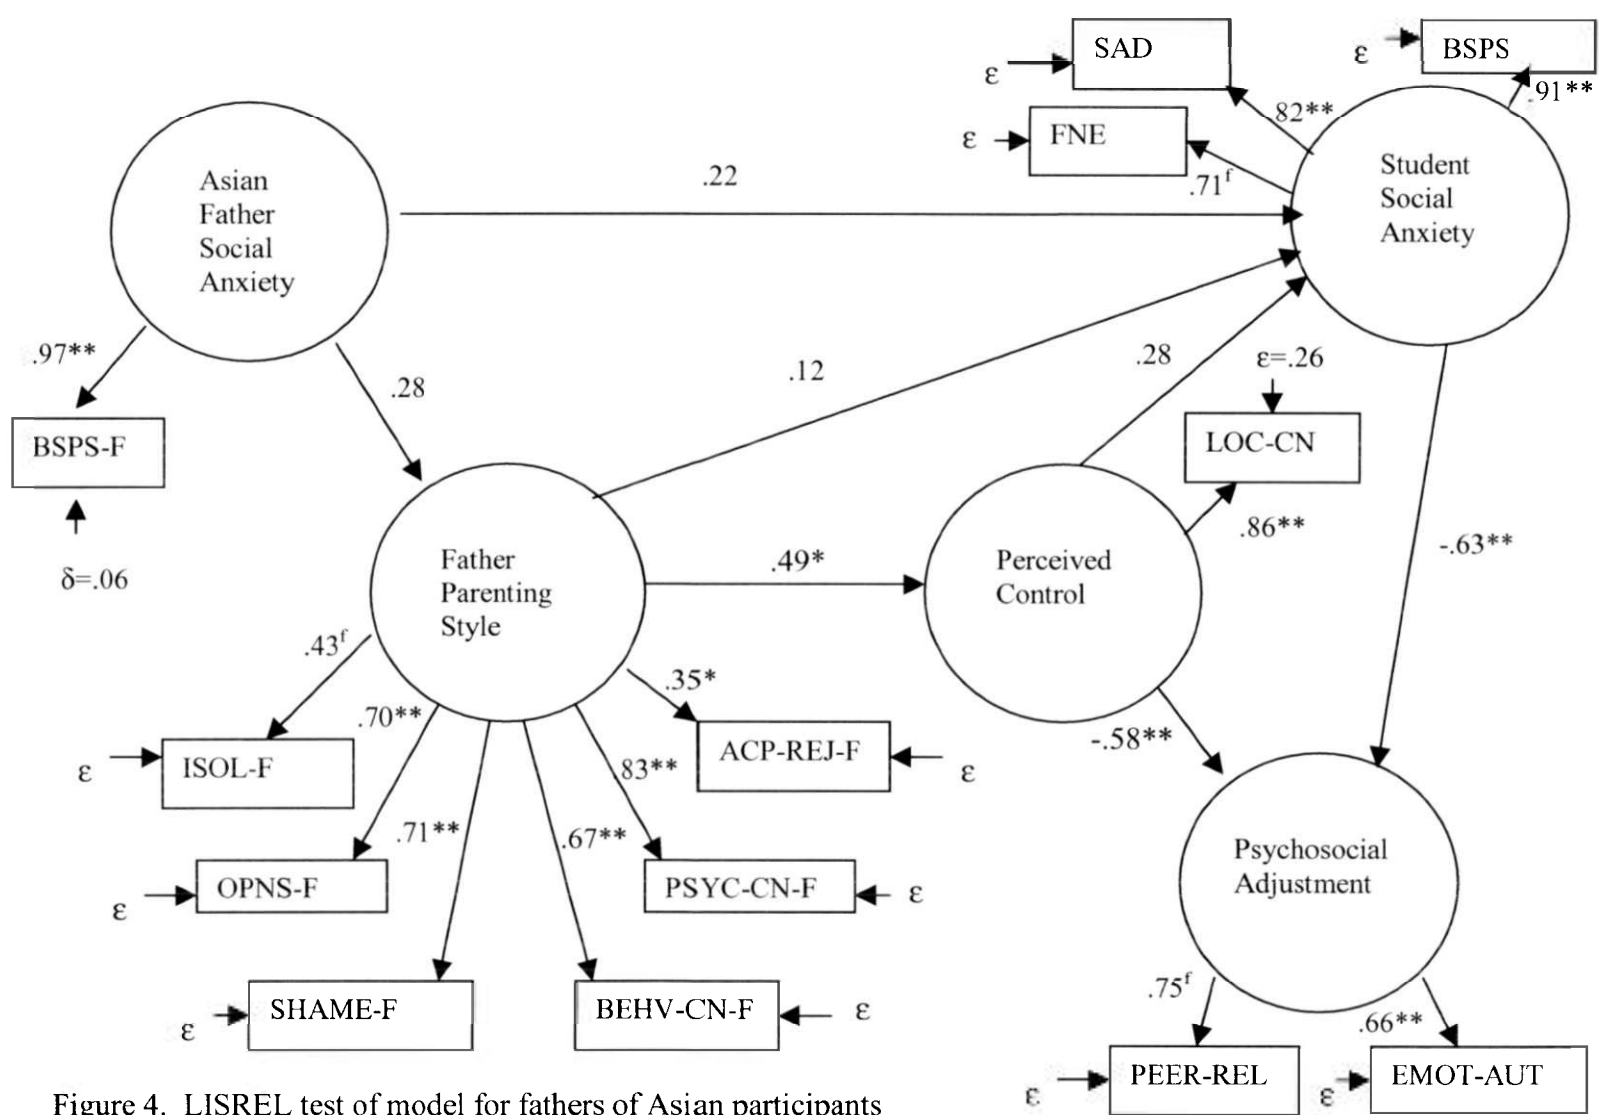 SAD
BSPS
ε
ε
.91**
.82**
FNE
ε
.71f
Asian
Father
Social
Anxiety
.22
Student
Social
Anxiety
.97**
.28
.12
.28
ε=.26
BSPS-F
LOC-CN
.86**
δ=.06
Father
Parenting
Style
.49*
Perceived
Control
-.63**
.43f
.35*
.70**
-.58**
ISOL-F
ε
.83**
ACP-REJ-F
ε
.71**
.67**
Psychosocial
Adjustment
OPNS-F
ε
PSYC-CN-F
ε
SHAME-F
ε
BEHV-CN-F
ε
.75f
.66**
PEER-REL
ε
EMOT-AUT
ε
Figure 4. LISREL test of model for fathers of Asian participants